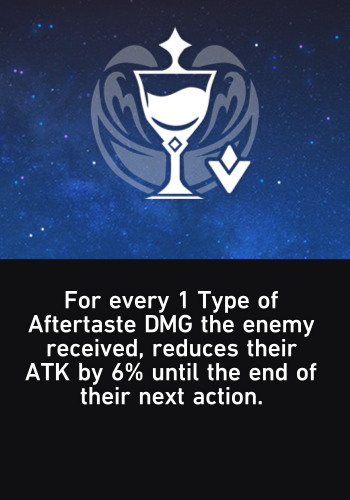 For every 1 Type of
Aftertaste DMG the enemy
received, reduces their
ATK by 6% until the end of
their next action.